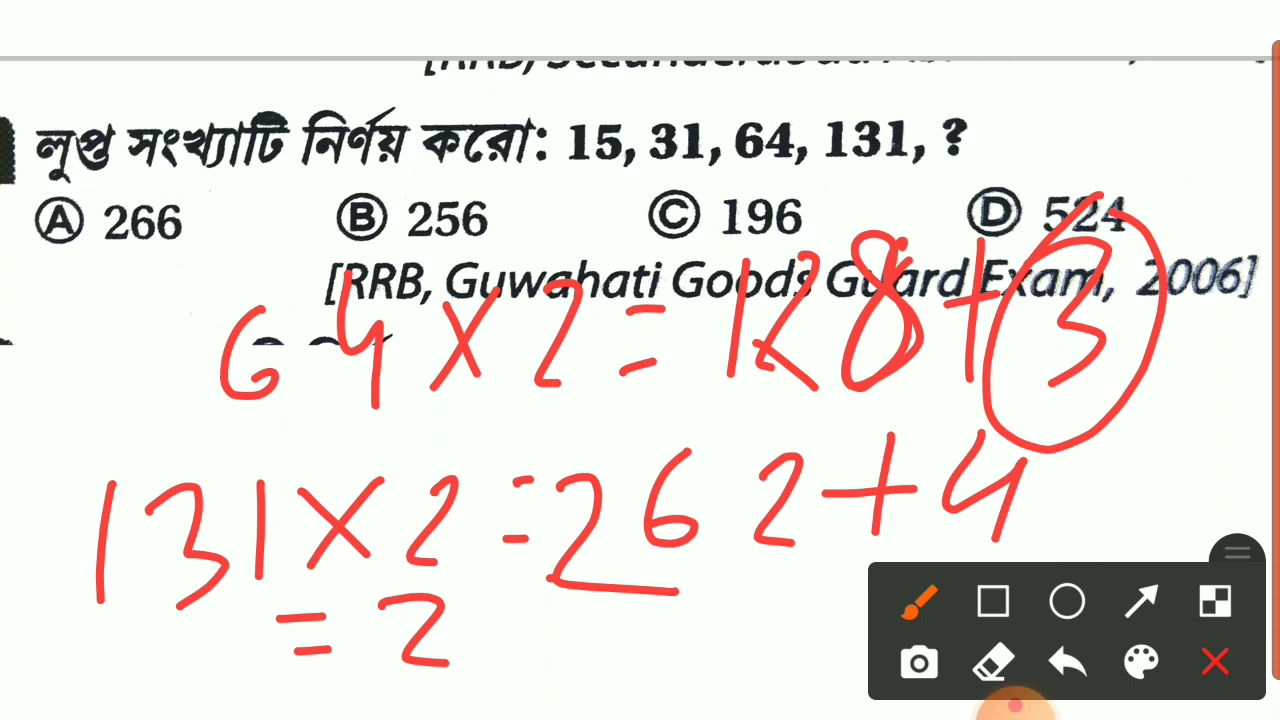 লুপ্ত সংখ্যাটি নির্ণয় করো: 15, 31, 64, 131, ?
Ⓐ 266 Ⓑ 256 Ⓒ 196 Ⓓ 524
[RRB, Guwahati Goods Guard Exam, 2006]
64 × 2 = 128 + 3
131 × 2 = 262 + 4
= 2